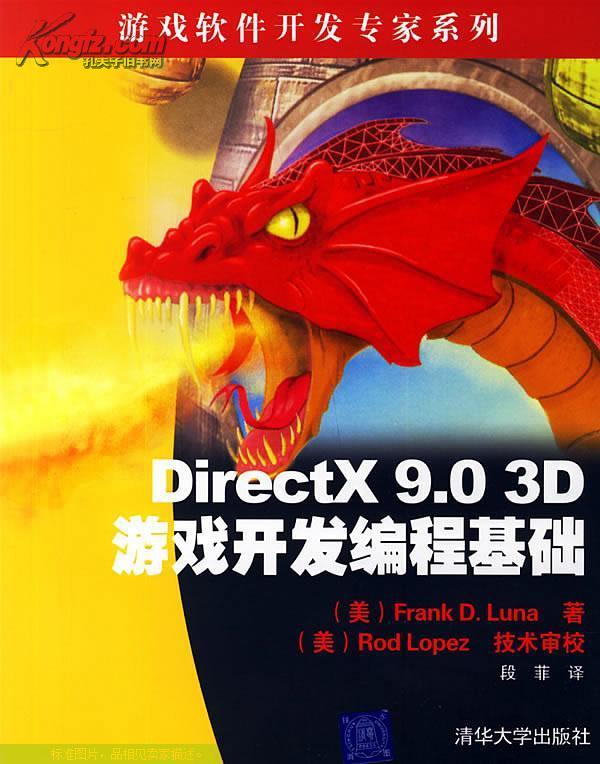 游戏软件开发专家系列
Kongfz.com
孔夫子旧书网
DirectX 9.0 3D
游戏开发编程基础
（美）Frank D. Luna 著
（美）Rod Lopez 技术审校
段 菲 译
清华大学出版社
标准图片，品相见卖家描述。